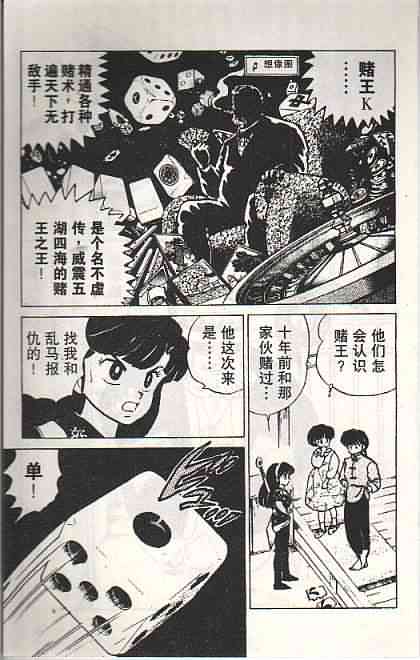 赌王K
……
♫想像图
精通各种
赌术，打
遍天下无
敌手！
是个名不虚
传，威震五
湖四海的赌
王之王！
他们怎
会认识
赌王？
十年前和那
家伙赌过…
他这次来
是……
找我和
乱马报
仇的！
单！